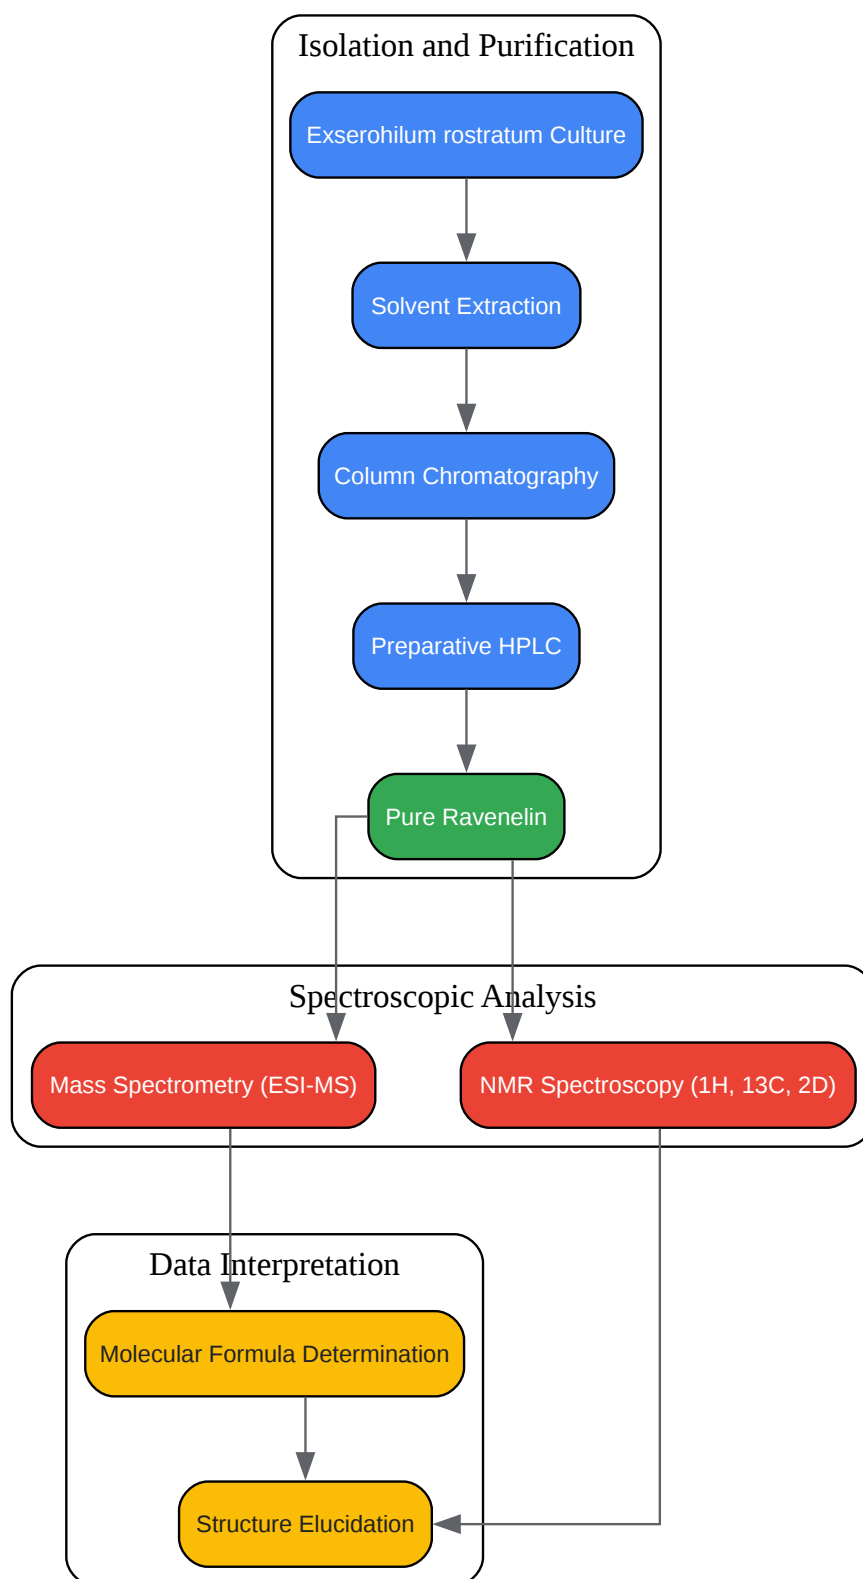 Isolation and Purification
Exserohilum rostratum Culture
Solvent Extraction
Column Chromatography
Preparative HPLC
Pure Ravenelin
Spectroscopic Analysis
Mass Spectrometry (ESI-MS)
NMR Spectroscopy (1H, 13C, 2D)
Data Interpretation
Molecular Formula Determination
Structure Elucidation